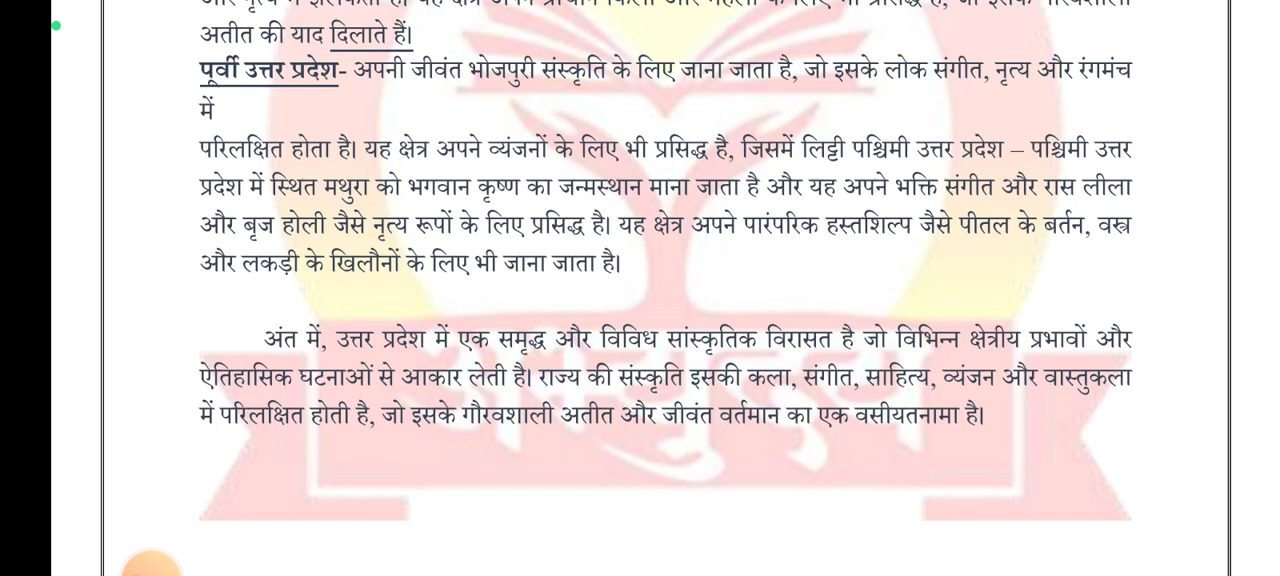 अतीत की याद दिलाते हैं।
पूर्वी उत्तर प्रदेश- अपनी जीवंत भोजपुरी संस्कृति के लिए जाना जाता है, जो इसके लोक संगीत, नृत्य और रंगमंच
में
परिलक्षित होता है। यह क्षेत्र अपने व्यंजनों के लिए भी प्रसिद्ध है, जिसमें लिट्टी पश्चिमी उत्तर प्रदेश – पश्चिमी उत्तर
प्रदेश में स्थित मथुरा को भगवान कृष्ण का जन्मस्थान माना जाता है और यह अपने भक्ति संगीत और रास लीला
और बृज होली जैसे नृत्य रूपों के लिए प्रसिद्ध है। यह क्षेत्र अपने पारंपरिक हस्तशिल्प जैसे पीतल के बर्तन, वस्त्र
और लकड़ी के खिलौनों के लिए भी जाना जाता है।
अंत में, उत्तर प्रदेश में एक समृद्ध और विविध सांस्कृतिक विरासत है जो विभिन्न क्षेत्रीय प्रभावों और
ऐतिहासिक घटनाओं से आकार लेती है। राज्य की संस्कृति इसकी कला, संगीत, साहित्य, व्यंजन और वास्तुकला
में परिलक्षित होती है, जो इसके गौरवशाली अतीत और जीवंत वर्तमान का एक वसीयतनामा है।